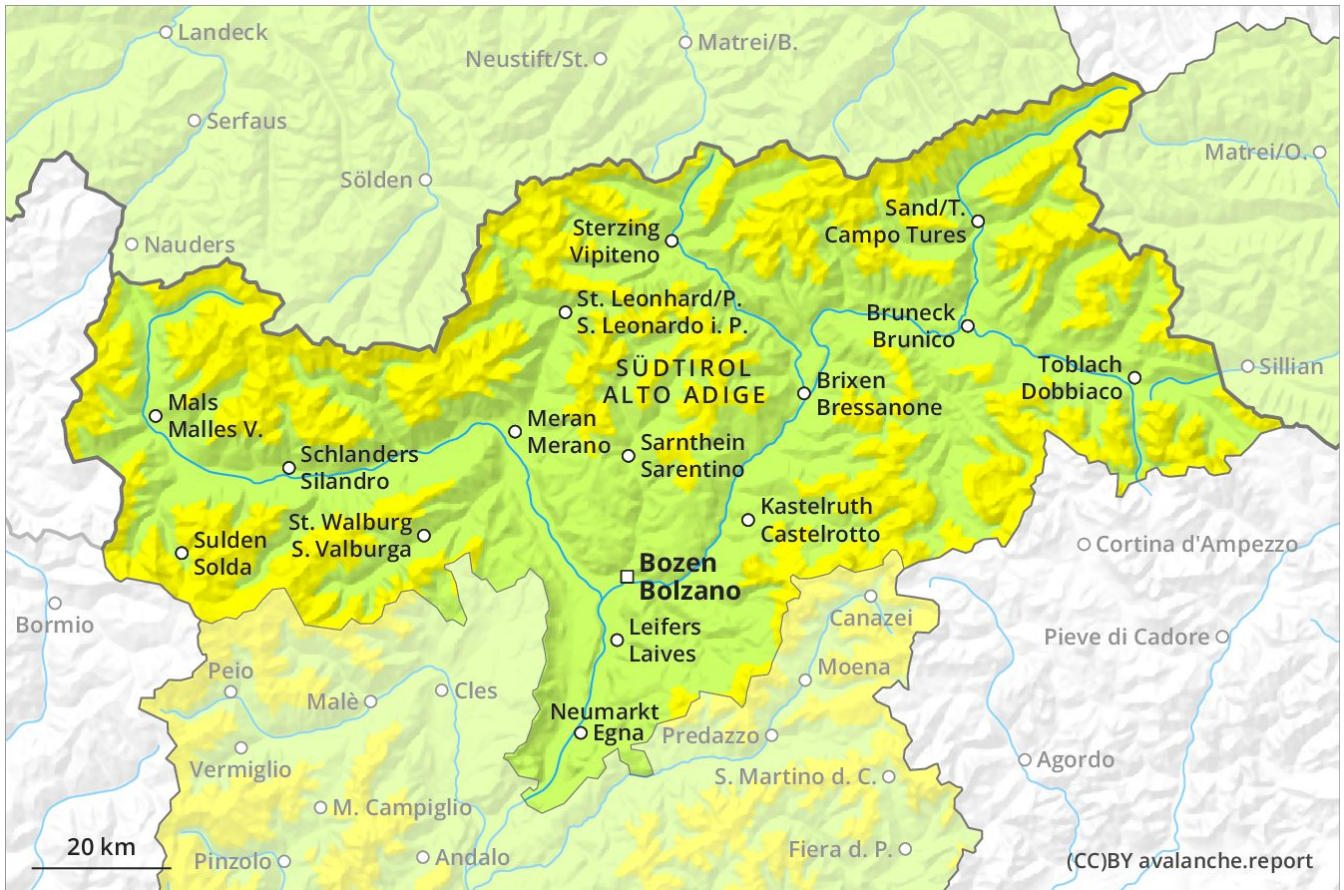 Landeck
Matrei/B.
Neustift/St.
Serfaus
Matrei/O.
Sölden
Sand/T.
Campo Tures
Sterzing
Vipiteno
Nauders
St. Leonhard/P.
S. Leonardo i. P.
Bruneck
Brunico
SÜDTIROL
ALTO ADIGE
Toblach
Dobbiaco
Sillian
Brixen
Bressanone
Mals
Malles V.
Meran
Merano
Sarnthein
Sarentino
Schlanders
Silandro
Kastelruth
Castelrotto
St. Walburg
S. Valburga
Sulden
Solda
Cortina d'Ampezzo
Bozen
Bolzano
Bormio
Canazei
Leifers
Laives
Pieve di Cadore
Peio
Moena
Malè
Cles
Neumarkt
Egna
Predazzo
Vermiglio
Agordo
S. Martino d. C.
M. Campiglio
20 km
Pinzolo
Andalo
Fiera d. P.
(CC)BY avalanche.report